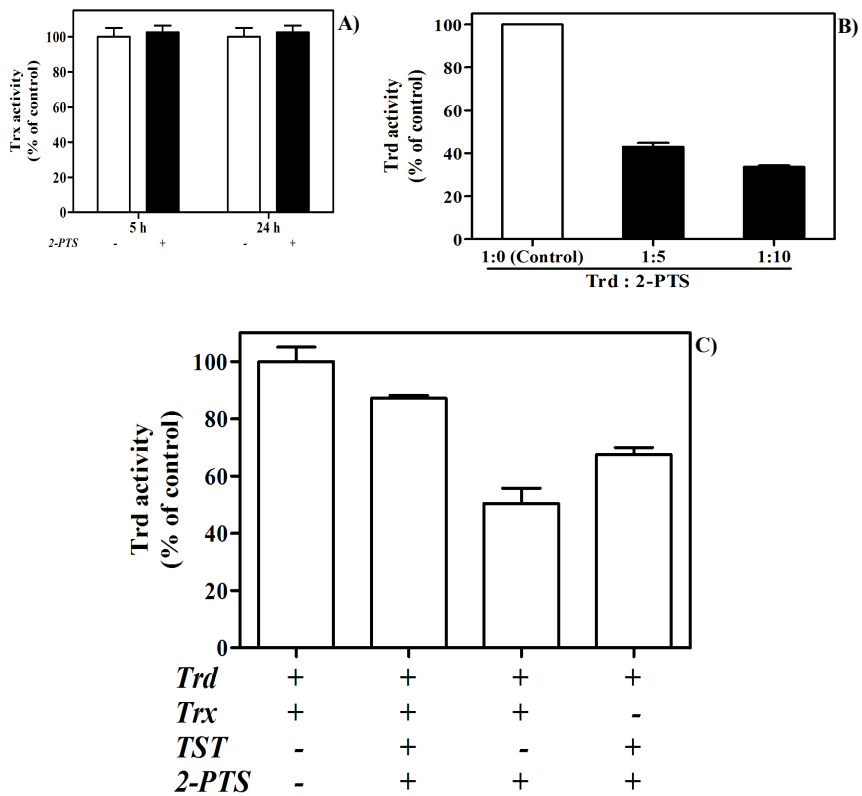 A)
Trx activity
(% of control)
100
80
60
40
20
0
5 h 24 h
2-PTS - + - +
B)
Trd activity
(% of control)
100
80
60
40
20
0
1:0 (Control) 1:5 1:10
Trd : 2-PTS
C)
Trd activity
(% of control)
100
80
60
40
20
0
Trd + + + +
Trx + + + -
TST - + - +
2-PTS - + + +